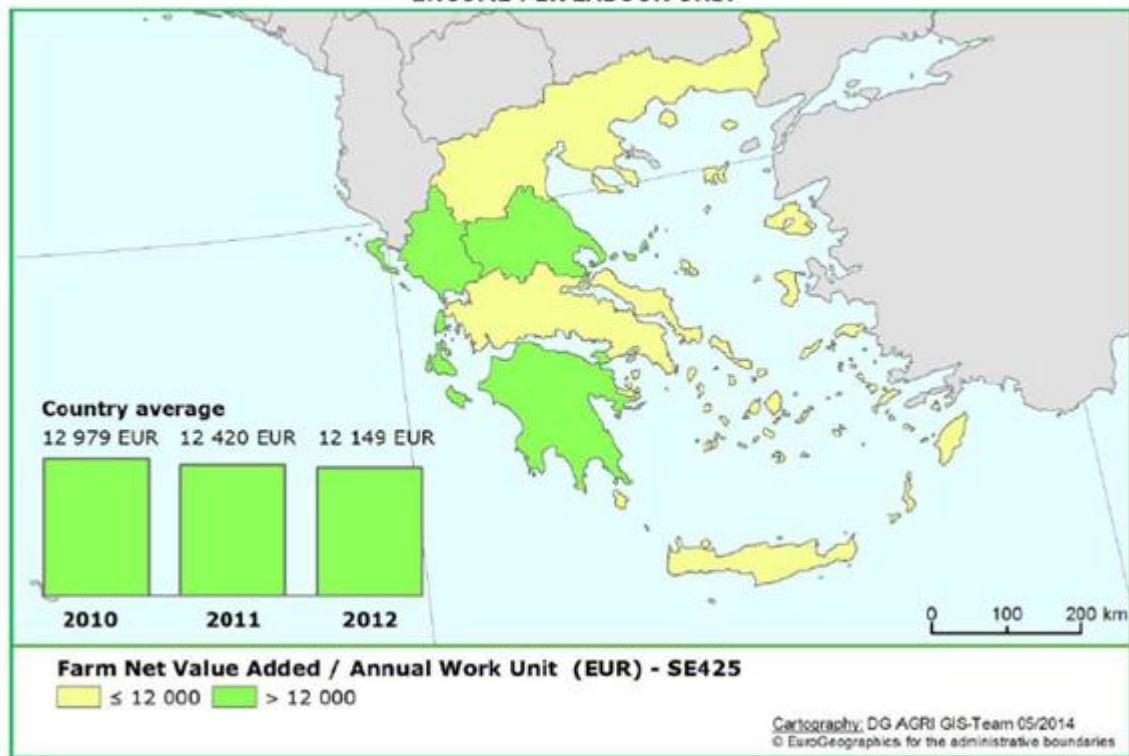 Country average
12 979 EUR 12 420 EUR 12 149 EUR
2010 2011 2012
0 100 200 km
Farm Net Value Added / Annual Work Unit (EUR) - SE425
≤ 12 000 > 12 000
Cartography: DG AGRI GIS-Team 05/2014
© EuroGeographics for the administrative boundaries